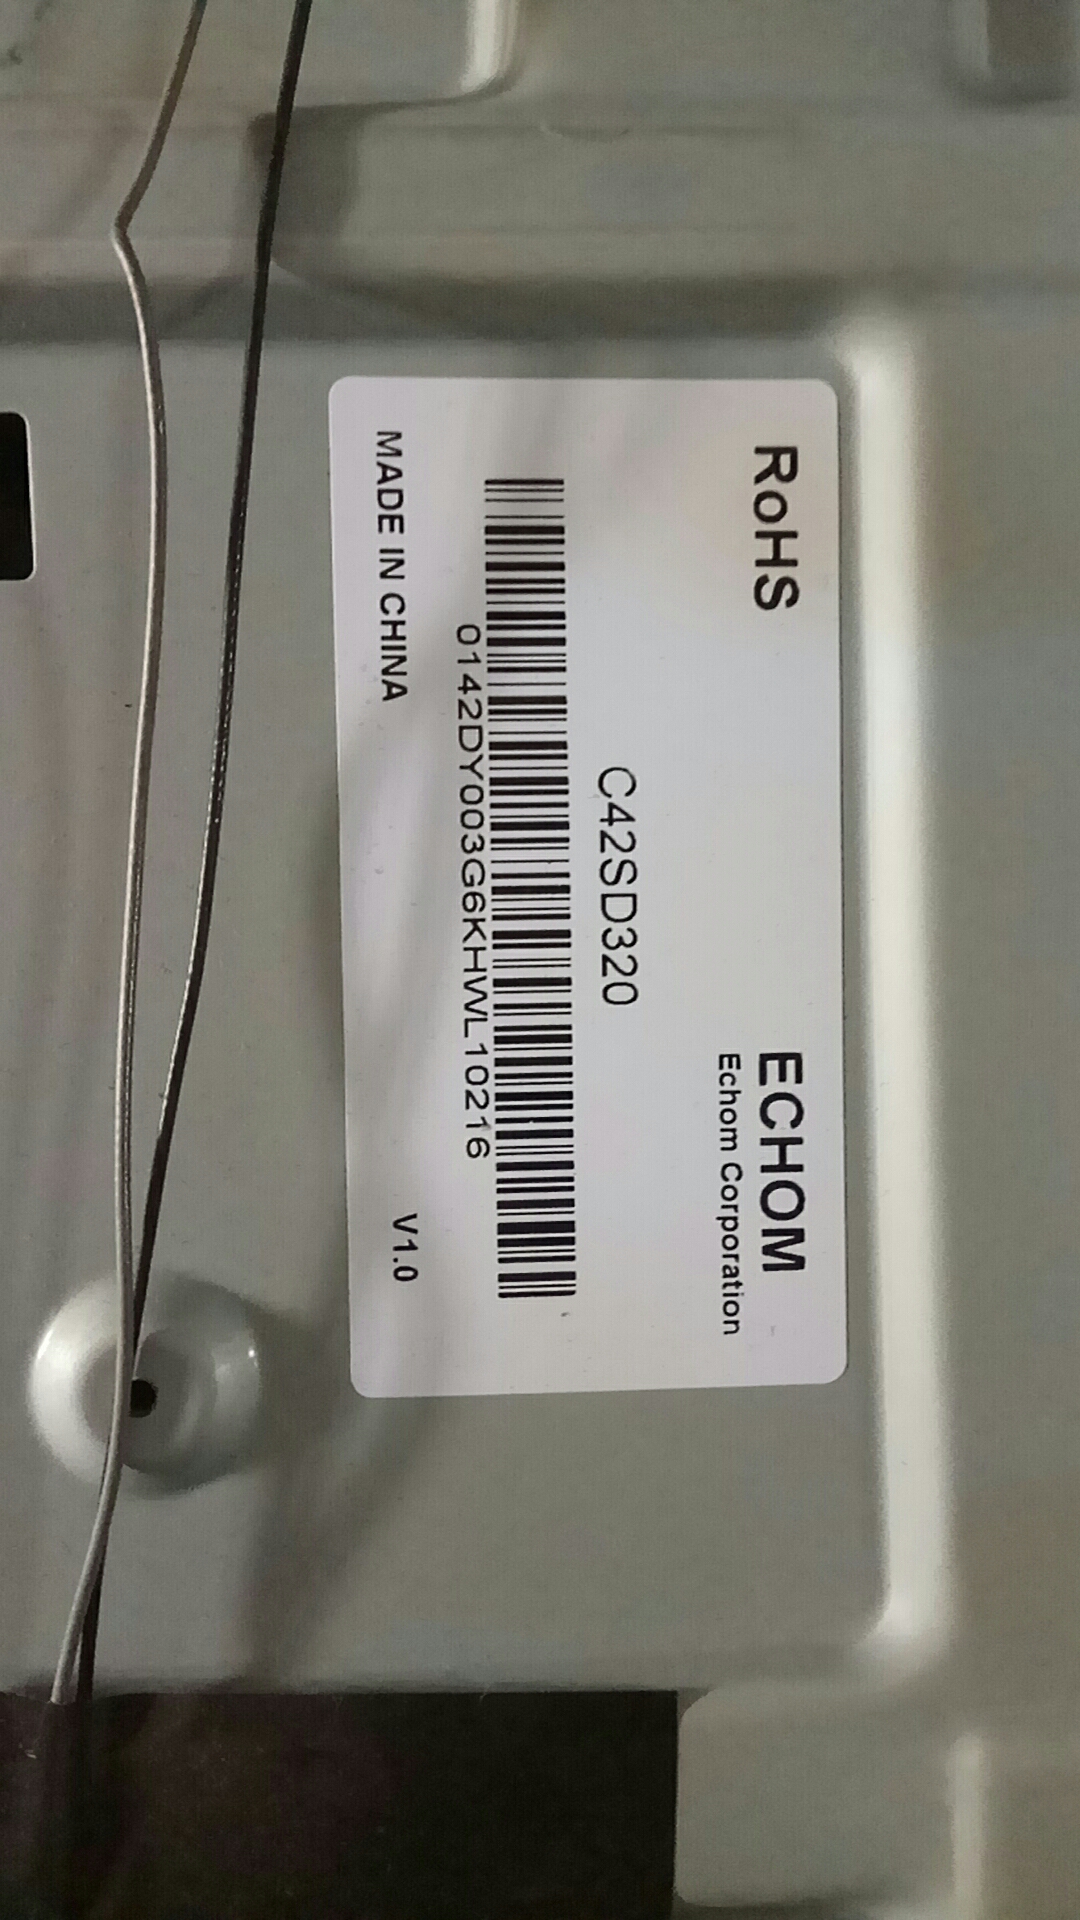 RoHS
ECHOM
Echom Corporation
C42SD320
0142DY003G6KHWL10216
MADE IN CHINA
V1.0